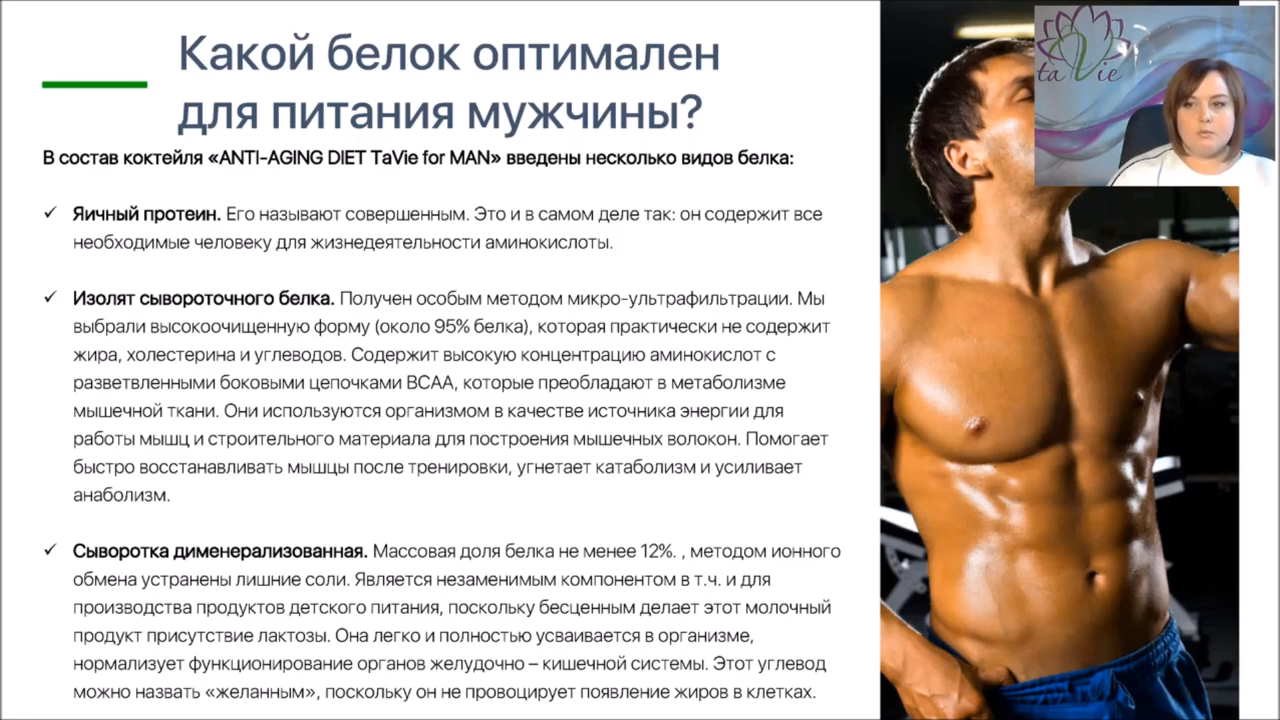 Какой белок оптимален
для питания мужчины?
В состав коктейля «ANTI-AGING DIET TaVie for MAN» введены несколько видов белка:
✓ Яичный протеин. Его называют совершенным. Это и в самом деле так: он содержит все
необходимые человеку для жизнедеятельности аминокислоты.
✓ Изолят сывороточного белка. Получен особым методом микро-ультрафильтрации. Мы
выбрали высокоочищенную форму (около 95% белка), которая практически не содержит
жира, холестерина и углеводов. Содержит высокую концентрацию аминокислот с
разветвленными боковыми цепочками BCAA, которые преобладают в метаболизме
мышечной ткани. Они используются организмом в качестве источника энергии для
работы мышц и строительного материала для построения мышечных волокон. Помогает
быстро восстанавливать мышцы после тренировки, угнетает катаболизм и усиливает
анаболизм.
✓ Сыворотка дименерализованная. Массовая доля белка не менее 12%. , методом ионного
обмена устранены лишние соли. Является незаменимым компонентом в т.ч. и для
производства продуктов детского питания, поскольку бесценным делает этот молочный
продукт присутствие лактозы. Она легко и полностью усваивается в организме,
нормализует функционирование органов желудочно – кишечной системы. Этот углевод
можно назвать «желанным», поскольку он не провоцирует появление жиров в клетках.
taVie